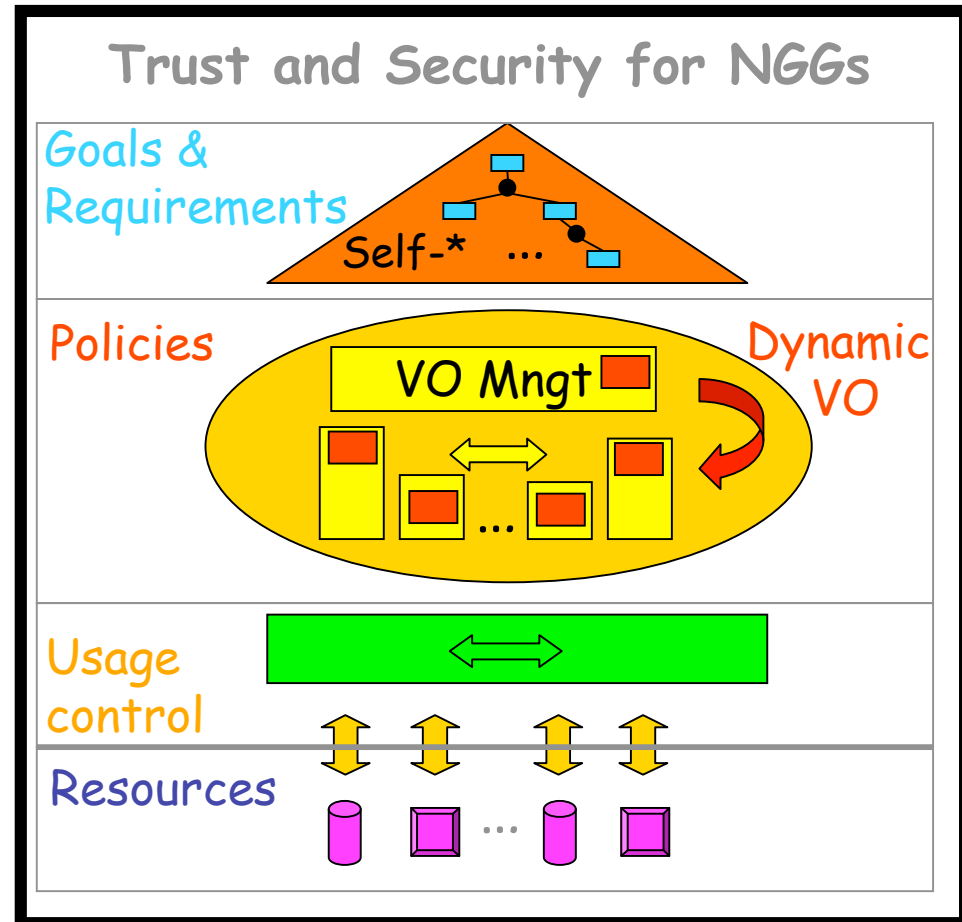 Trust and Security for NGGs
Goals &
Requirements
Self-* ...
Policies
VO Mngt
Dynamic
VO
...
Usage
control
Resources
...